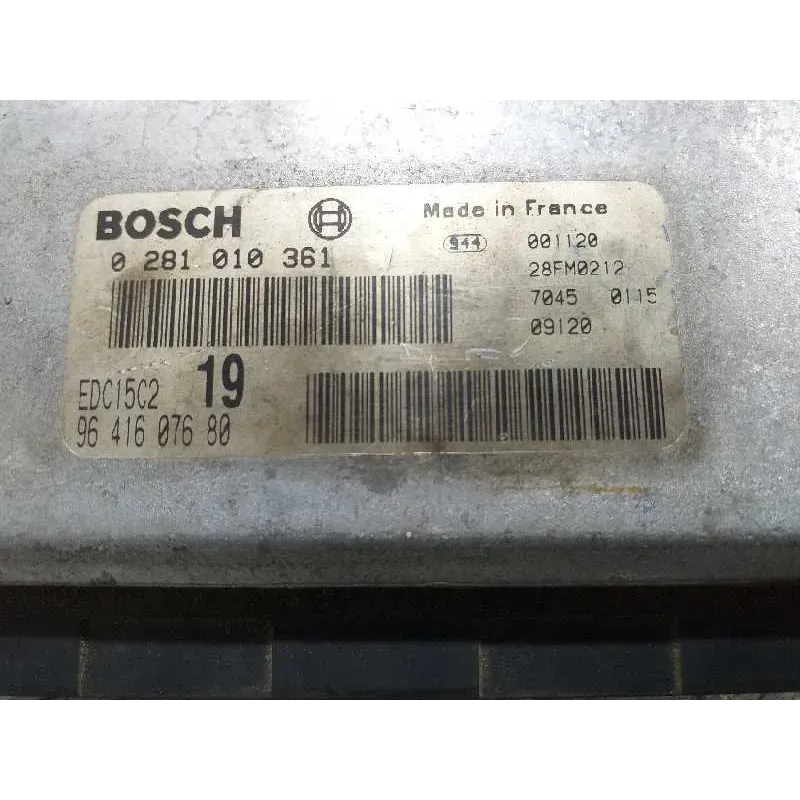 BOSCH
Made in France
0 281 010 361
944 001120
28FM0212
7045 0115
09120
EDC15C2 19
96 416 076 80